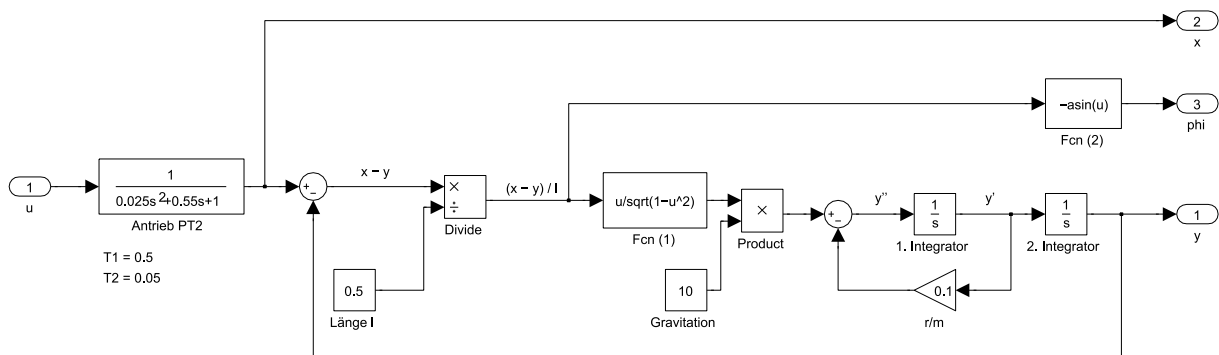 2
x
−asin(u)
3
phi
Fcn (2)
1
u
1
0.025s²+0.55s+1
Antrieb PT2
T1 = 0.5
T2 = 0.05
+
−
x − y
×
÷
Divide
(x − y) / l
0.5
Länge l
u/sqrt(1−u^2)
Fcn (1)
×
Product
10
Gravitation
+
−
y''
1
s
1. Integrator
y'
1
s
2. Integrator
0.1
r/m
1
y